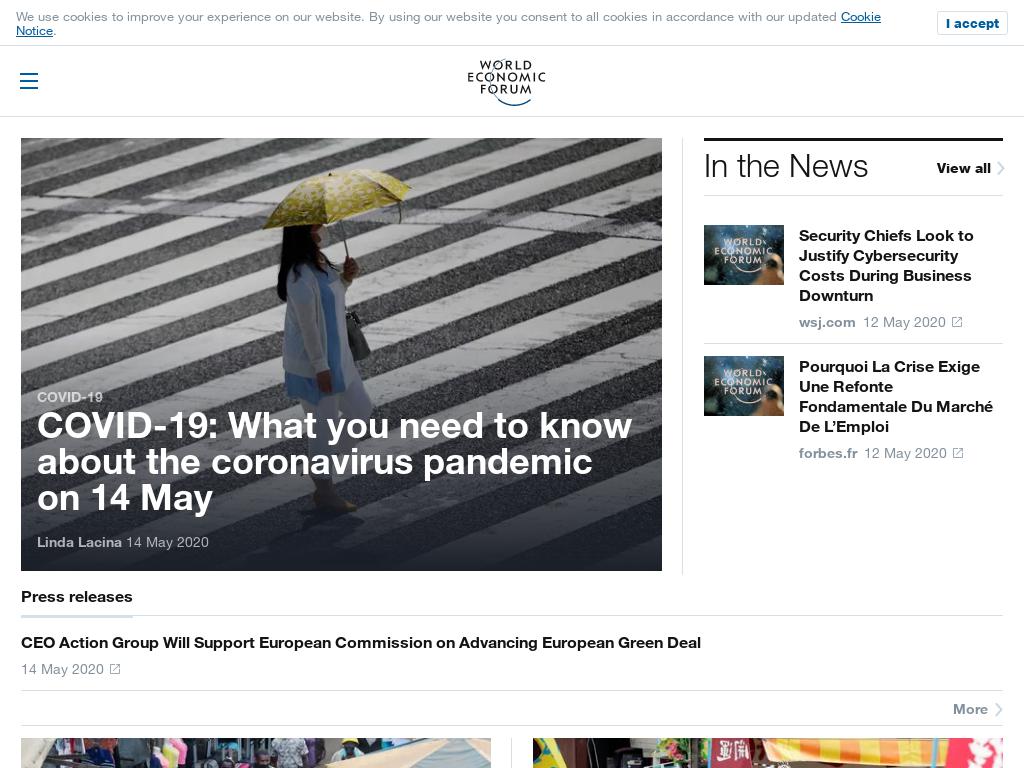 We use cookies to improve your experience on our website. By using our website you consent to all cookies in accordance with our updated Cookie
Notice.
I accept
WORLD
ECONOMIC
FORUM
COVID-19
COVID-19: What you need to know
about the coronavirus pandemic
on 14 May
Linda Lacina 14 May 2020
In the News
View all
WORLD
ECONOMIC
FORUM
Security Chiefs Look to
Justify Cybersecurity
Costs During Business
Downturn
wsj.com 12 May 2020
WORLD
ECONOMIC
FORUM
Pourquoi La Crise Exige
Une Refonte
Fondamentale Du Marché
De L’Emploi
forbes.fr 12 May 2020
Press releases
CEO Action Group Will Support European Commission on Advancing European Green Deal
14 May 2020
More